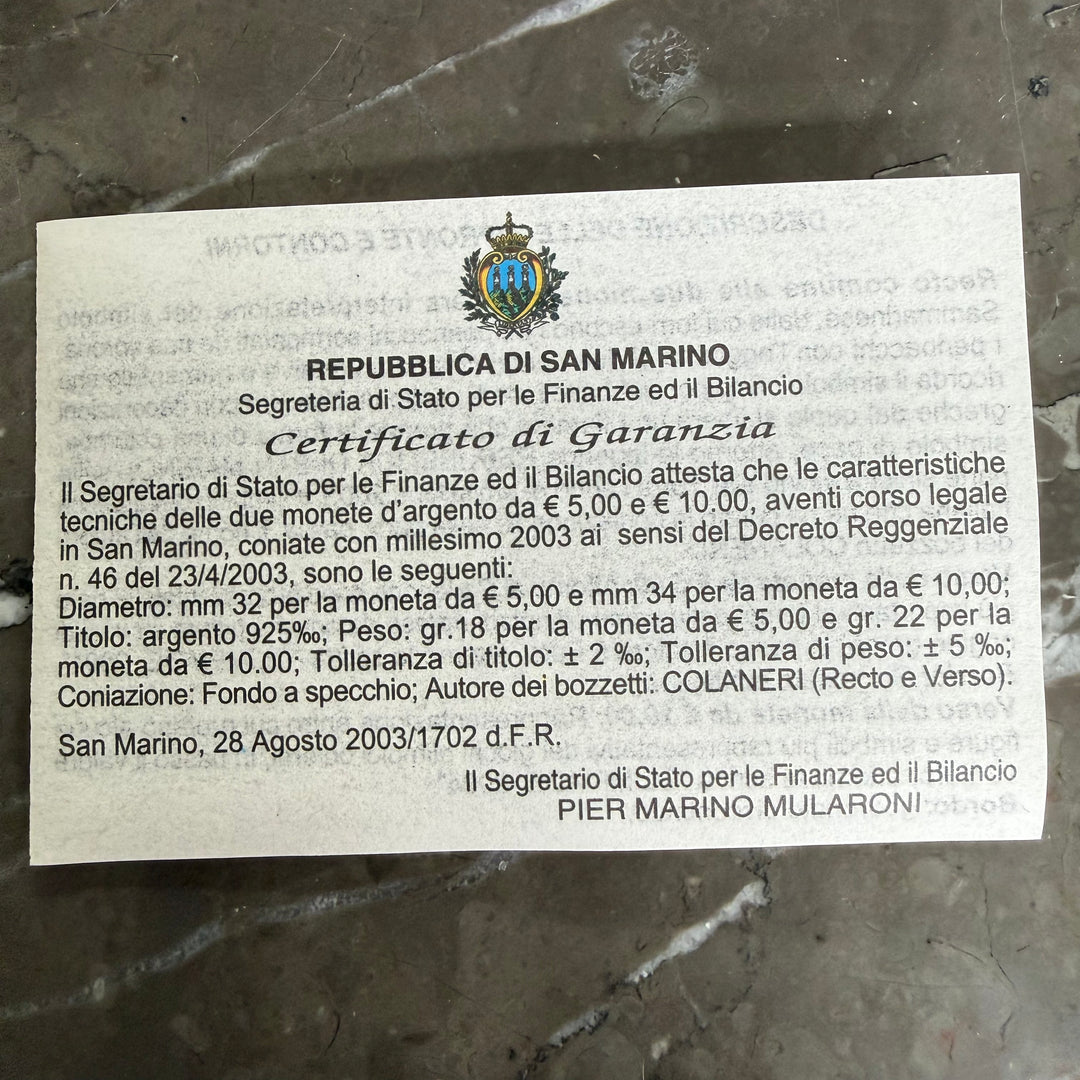 REPUBBLICA DI SAN MARINO
Segreteria di Stato per le Finanze ed il Bilancio
Certificato di Garanzia
Il Segretario di Stato per le Finanze ed il Bilancio attesta che le caratteristiche
tecniche delle due monete d'argento da € 5,00 e € 10.00, aventi corso legale
in San Marino, coniate con millesimo 2003 ai sensi del Decreto Reggenziale
n. 46 del 23/4/2003, sono le seguenti:
Diametro: mm 32 per la moneta da € 5,00 e mm 34 per la moneta da € 10,00;
Titolo: argento 925‰; Peso: gr.18 per la moneta da € 5,00 e gr. 22 per la
moneta da € 10.00; Tolleranza di titolo: ± 2 ‰; Tolleranza di peso: ± 5 ‰;
Coniazione: Fondo a specchio; Autore dei bozzetti: COLANERI (Recto e Verso).
San Marino, 28 Agosto 2003/1702 d.F.R.
Il Segretario di Stato per le Finanze ed il Bilancio
PIER MARINO MULARONI